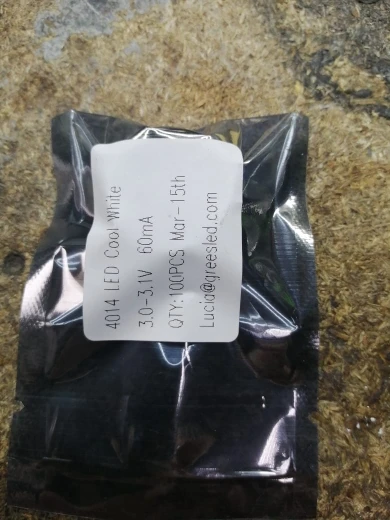 4014 LED Cool White
3.0-3.1V 60mA
QTY:100PCS Mar-15th
Lucia@greesled.com